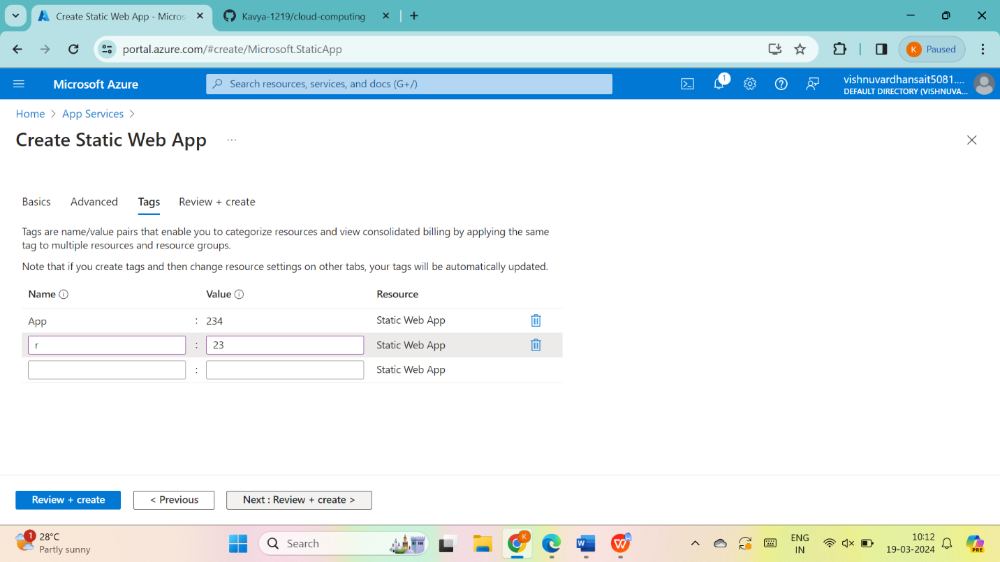 Create Static Web App - Micros
Kavya-1219/cloud-computing
portal.azure.com/#create/Microsoft.StaticApp
K Paused
Microsoft Azure
Search resources, services, and docs (G+/)
1
vishnuvardhansait5081....
DEFAULT DIRECTORY (VISHNUVA...
Home > App Services >
Create Static Web App ...
Basics Advanced Tags Review + create
Tags are name/value pairs that enable you to categorize resources and view consolidated billing by applying the same
tag to multiple resources and resource groups.
Note that if you create tags and then change resource settings on other tabs, your tags will be automatically updated.
Name Value Resource
App : 234 Static Web App
r : 23 Static Web App
: Static Web App
Review + create < Previous Next : Review + create >
1 28°C
Partly sunny
Search
K
W
W
ENG
IN
10:12
19-03-2024
PRE